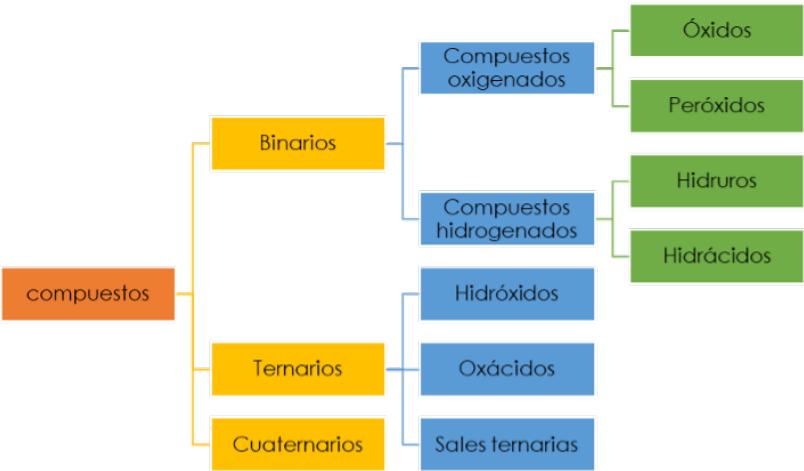 Óxidos
Compuestos
oxigenados
Peróxidos
Binarios
Hidruros
Compuestos
hidrogenados
Hidrácidos
compuestos
Hidróxidos
Ternarios
Oxácidos
Cuaternarios
Sales ternarias